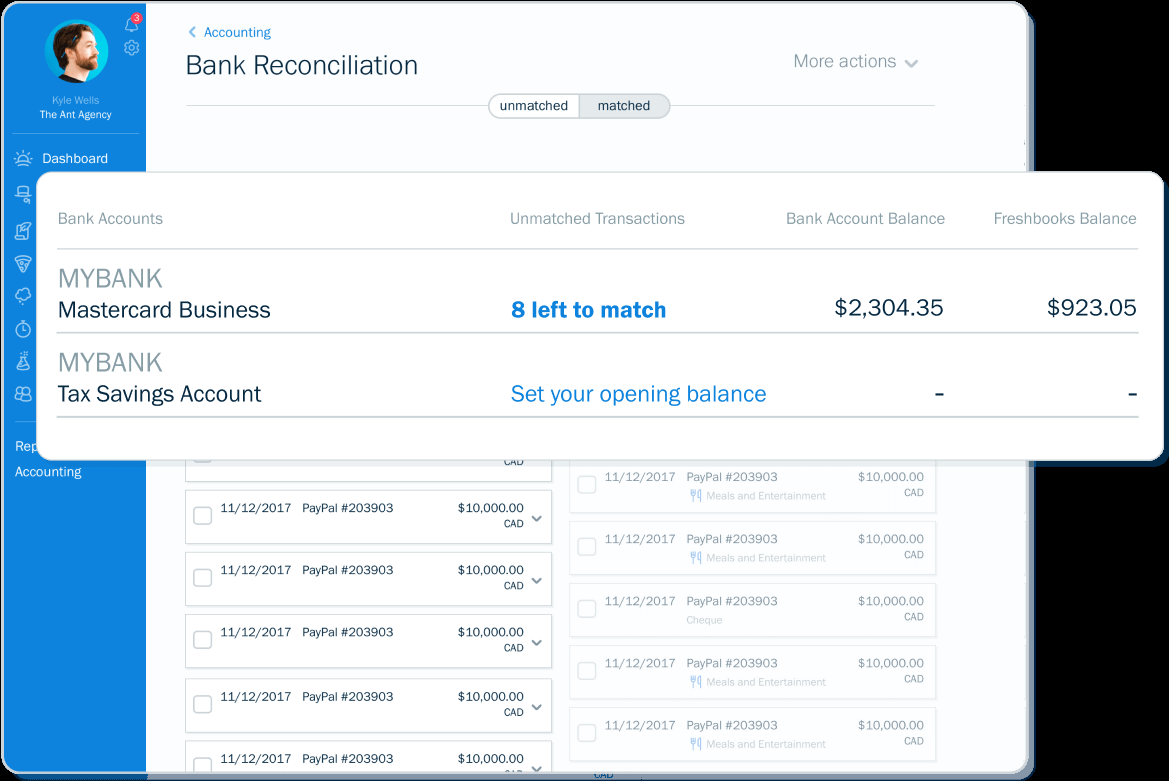 3
Kyle Wells
The Ant Agency
Dashboard
Rep
Accounting
Accounting
Bank Reconciliation
More actions
unmatched matched
Bank Accounts Unmatched Transactions Bank Account Balance Freshbooks Balance
MYBANK
Mastercard Business 8 left to match $2,304.35 $923.05
MYBANK
Tax Savings Account Set your opening balance - -
CAD
11/12/2017 PayPal #203903 $10,000.00
CAD
11/12/2017 PayPal #203903 $10,000.00
CAD
11/12/2017 PayPal #203903 $10,000.00
CAD
11/12/2017 PayPal #203903 $10,000.00
CAD
11/12/2017 PayPal #203903 $10,000.00
CAD
11/12/2017 PayPal #203903 $10,000.00
Meals and Entertainment CAD
11/12/2017 PayPal #203903 $10,000.00
Meals and Entertainment CAD
11/12/2017 PayPal #203903 $10,000.00
Cheque CAD
11/12/2017 PayPal #203903 $10,000.00
Meals and Entertainment CAD
11/12/2017 PayPal #203903 $10,000.00
Meals and Entertainment CAD
CAD